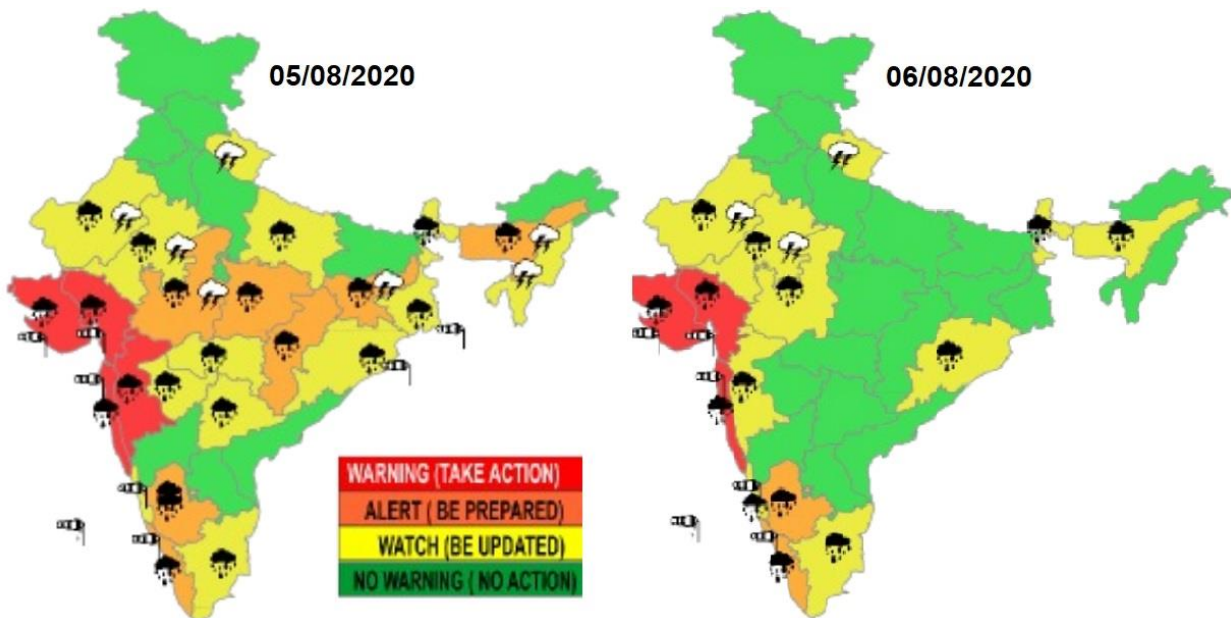 05/08/2020
06/08/2020
WARNING (TAKE ACTION)
ALERT ( BE PREPARED)
WATCH (BE UPDATED)
NO WARNING ( NO ACTION)